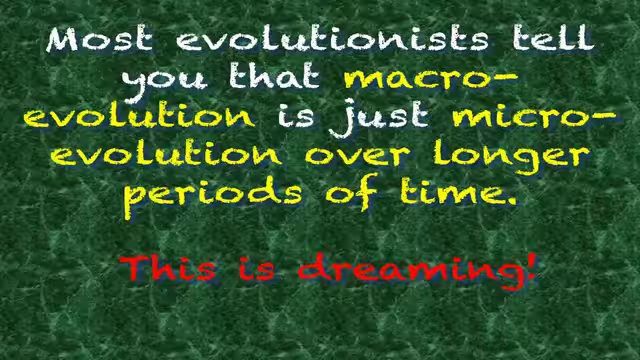 Most evolutionists tell
you that macro-
evolution is just micro-
evolution over longer
periods of time.
This is dreaming!